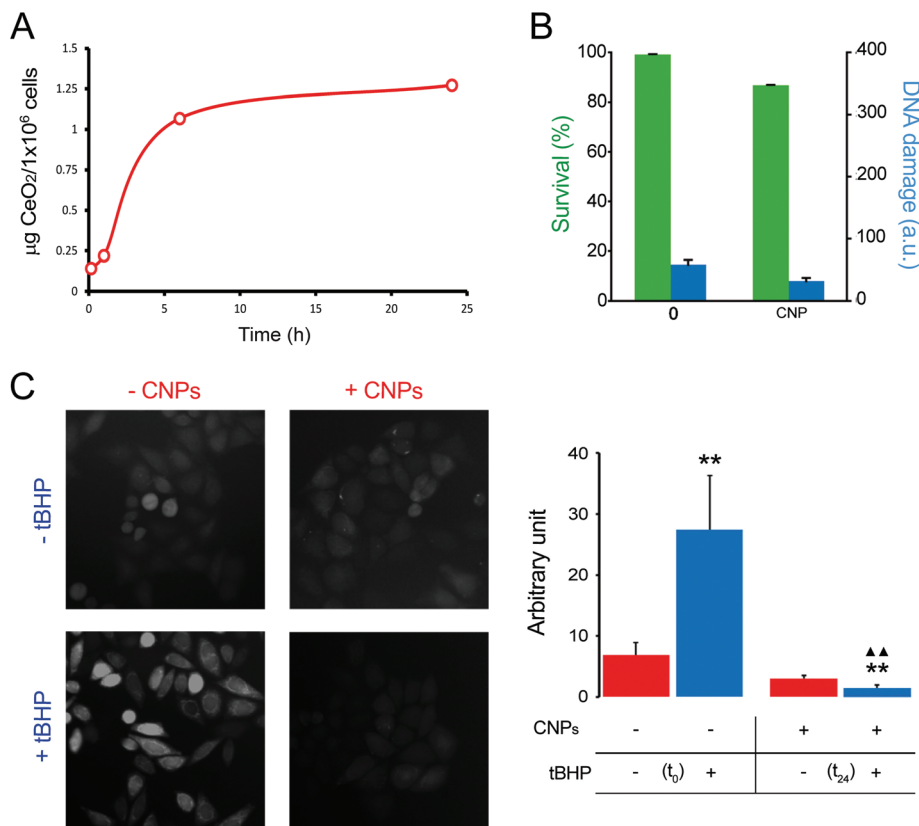 A
µg CeO₂/1x10⁶ cells
1.5
1.25
1
0.75
0.5
0.25
0
0
5
10
15
20
25
Time (h)
B
Survival (%)
100
80
60
40
20
0
DNA damage (a.u.)
400
300
200
100
0
0
CNP
C
- CNPs
+ CNPs
- tBHP
+ tBHP
Arbitrary unit
40
30
20
10
0
**
▲▲
**
CNPs - - + +
tBHP - (t₀) + - (t₂₄) +